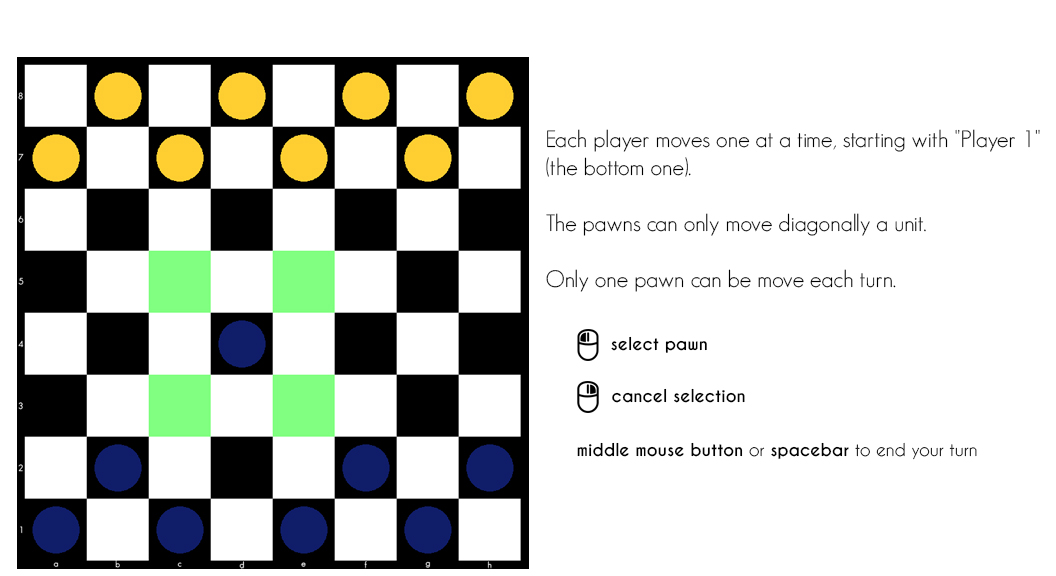 8
7
6
5
4
3
2
1
a b c d e f g h
Each player moves one at a time, starting with "Player 1"
(the bottom one).
The pawns can only move diagonally a unit.
Only one pawn can be move each turn.
select pawn
cancel selection
middle mouse button or spacebar to end your turn